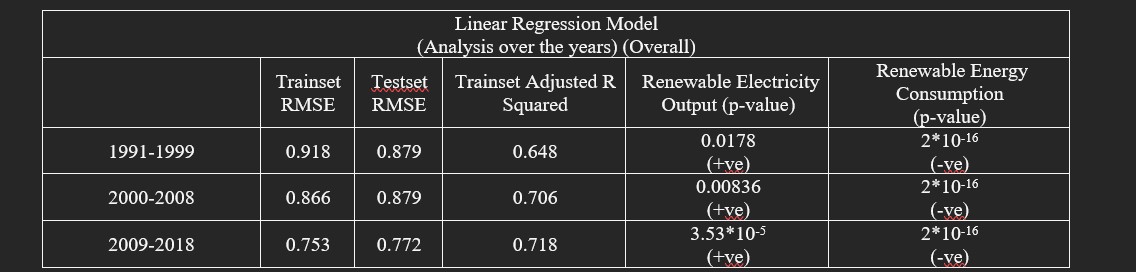 Linear Regression Model
(Analysis over the years) (Overall)
Trainset RMSE
Testset RMSE
Trainset Adjusted R Squared
Renewable Electricity Output (p-value)
Renewable Energy Consumption (p-value)
1991-1999 0.918 0.879 0.648 0.0178 (+ve) 2*10-16 (-ve)
2000-2008 0.866 0.879 0.706 0.00836 (+ve) 2*10-16 (-ve)
2009-2018 0.753 0.772 0.718 3.53*10-5 (+ve) 2*10-16 (-ve)